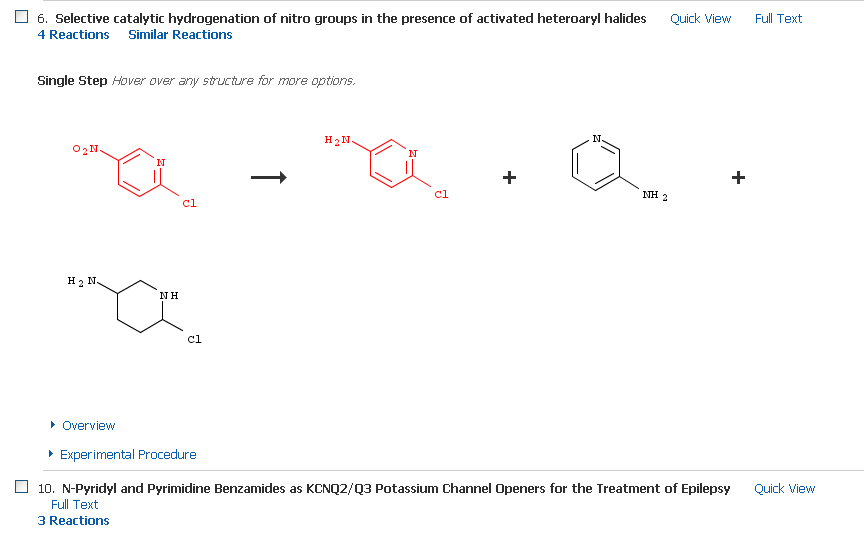 6. Selective catalytic hydrogenation of nitro groups in the presence of activated heteroaryl halides Quick View Full Text
4 Reactions Similar Reactions
Single Step Hover over any structure for more options.
O2N N Cl
H2N N Cl
+
N NH2
+
H2N NH Cl
Overview
Experimental Procedure
10. N-Pyridyl and Pyrimidine Benzamides as KCNQ2/Q3 Potassium Channel Openers for the Treatment of Epilepsy Quick View
Full Text
3 Reactions